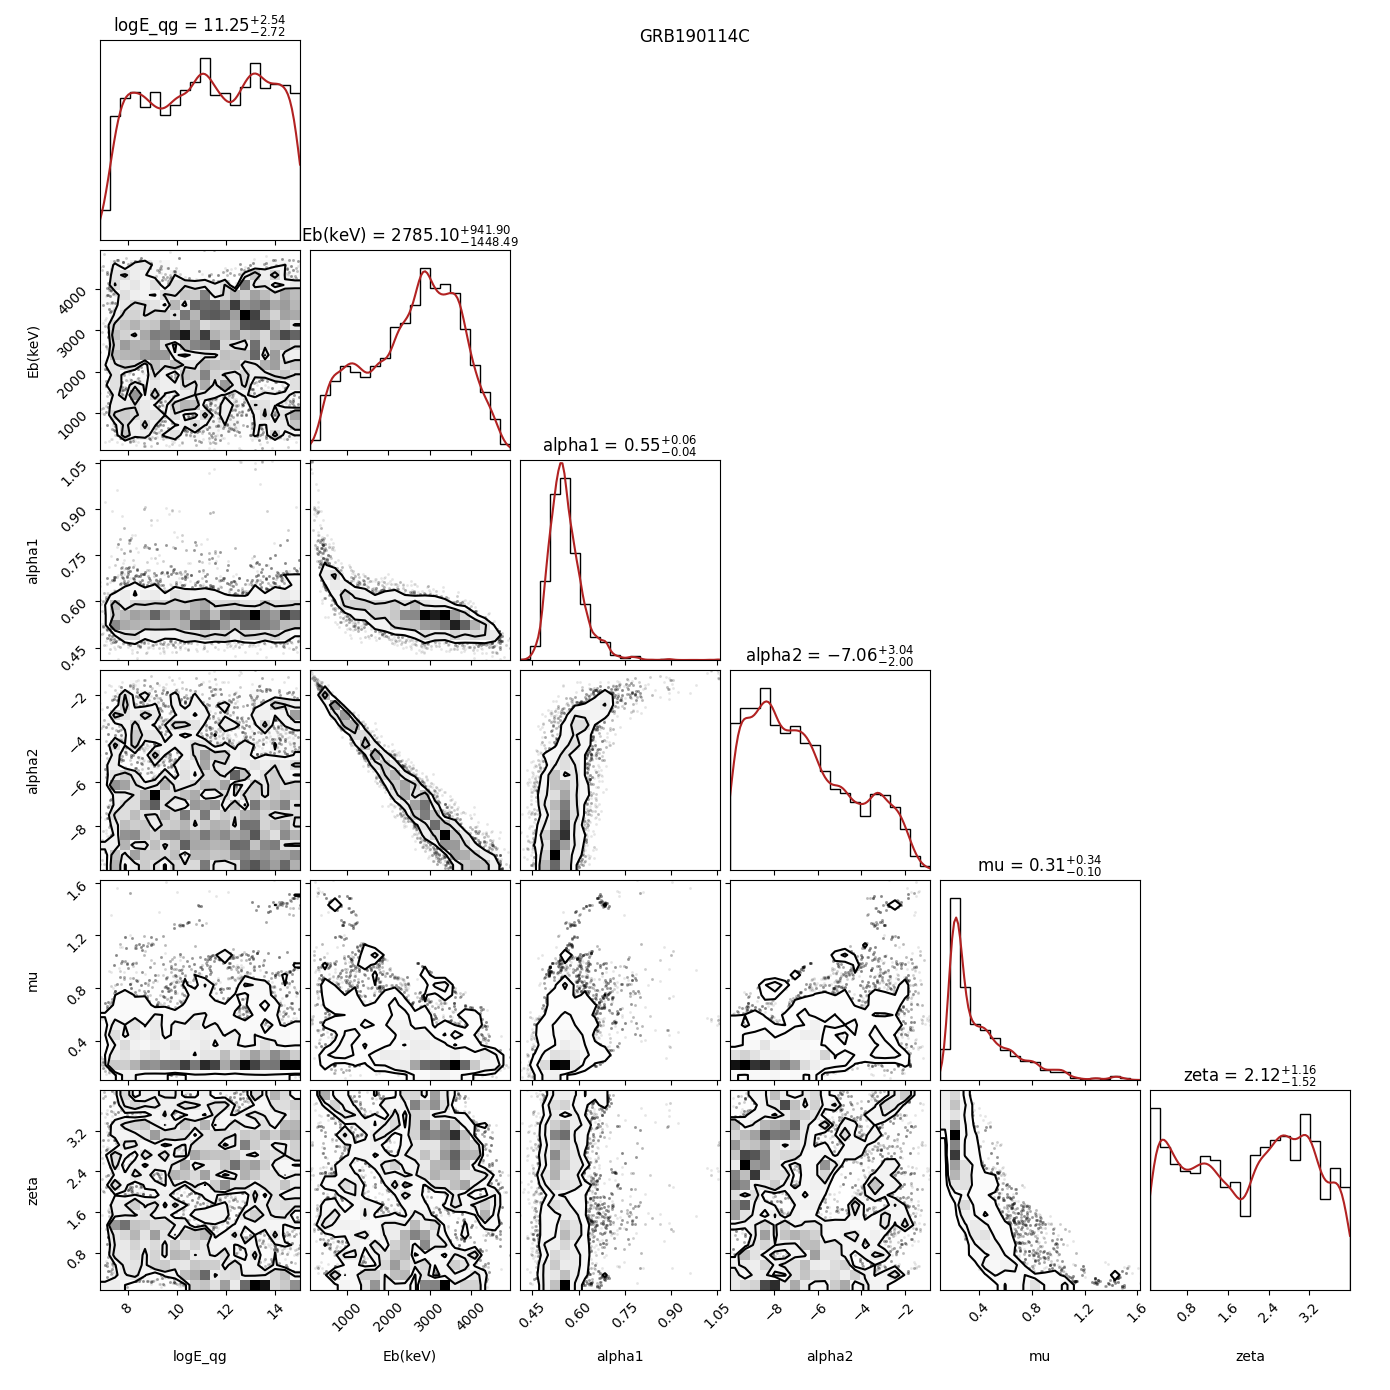 GRB190114C
logE_qg = 11.25 +2.54 −2.72
Eb(keV) = 2785.10 +941.90 −1448.49
Eb(keV)
4000
3000
2000
1000
alpha1 = 0.55 +0.06 −0.04
alpha1
1.05
0.90
0.75
0.60
0.45
alpha2 = −7.06 +3.04 −2.00
alpha2
−2
−4
−6
−8
mu = 0.31 +0.34 −0.10
mu
1.6
1.2
0.8
0.4
zeta = 2.12 +1.16 −1.52
zeta
3.2
2.4
1.6
0.8
8 10 12 14
1000 2000 3000 4000
0.45 0.60 0.75 0.90 1.05
−8 −6 −4 −2
0.4 0.8 1.2 1.6
0.8 1.6 2.4 3.2
logE_qg Eb(keV) alpha1 alpha2 mu zeta